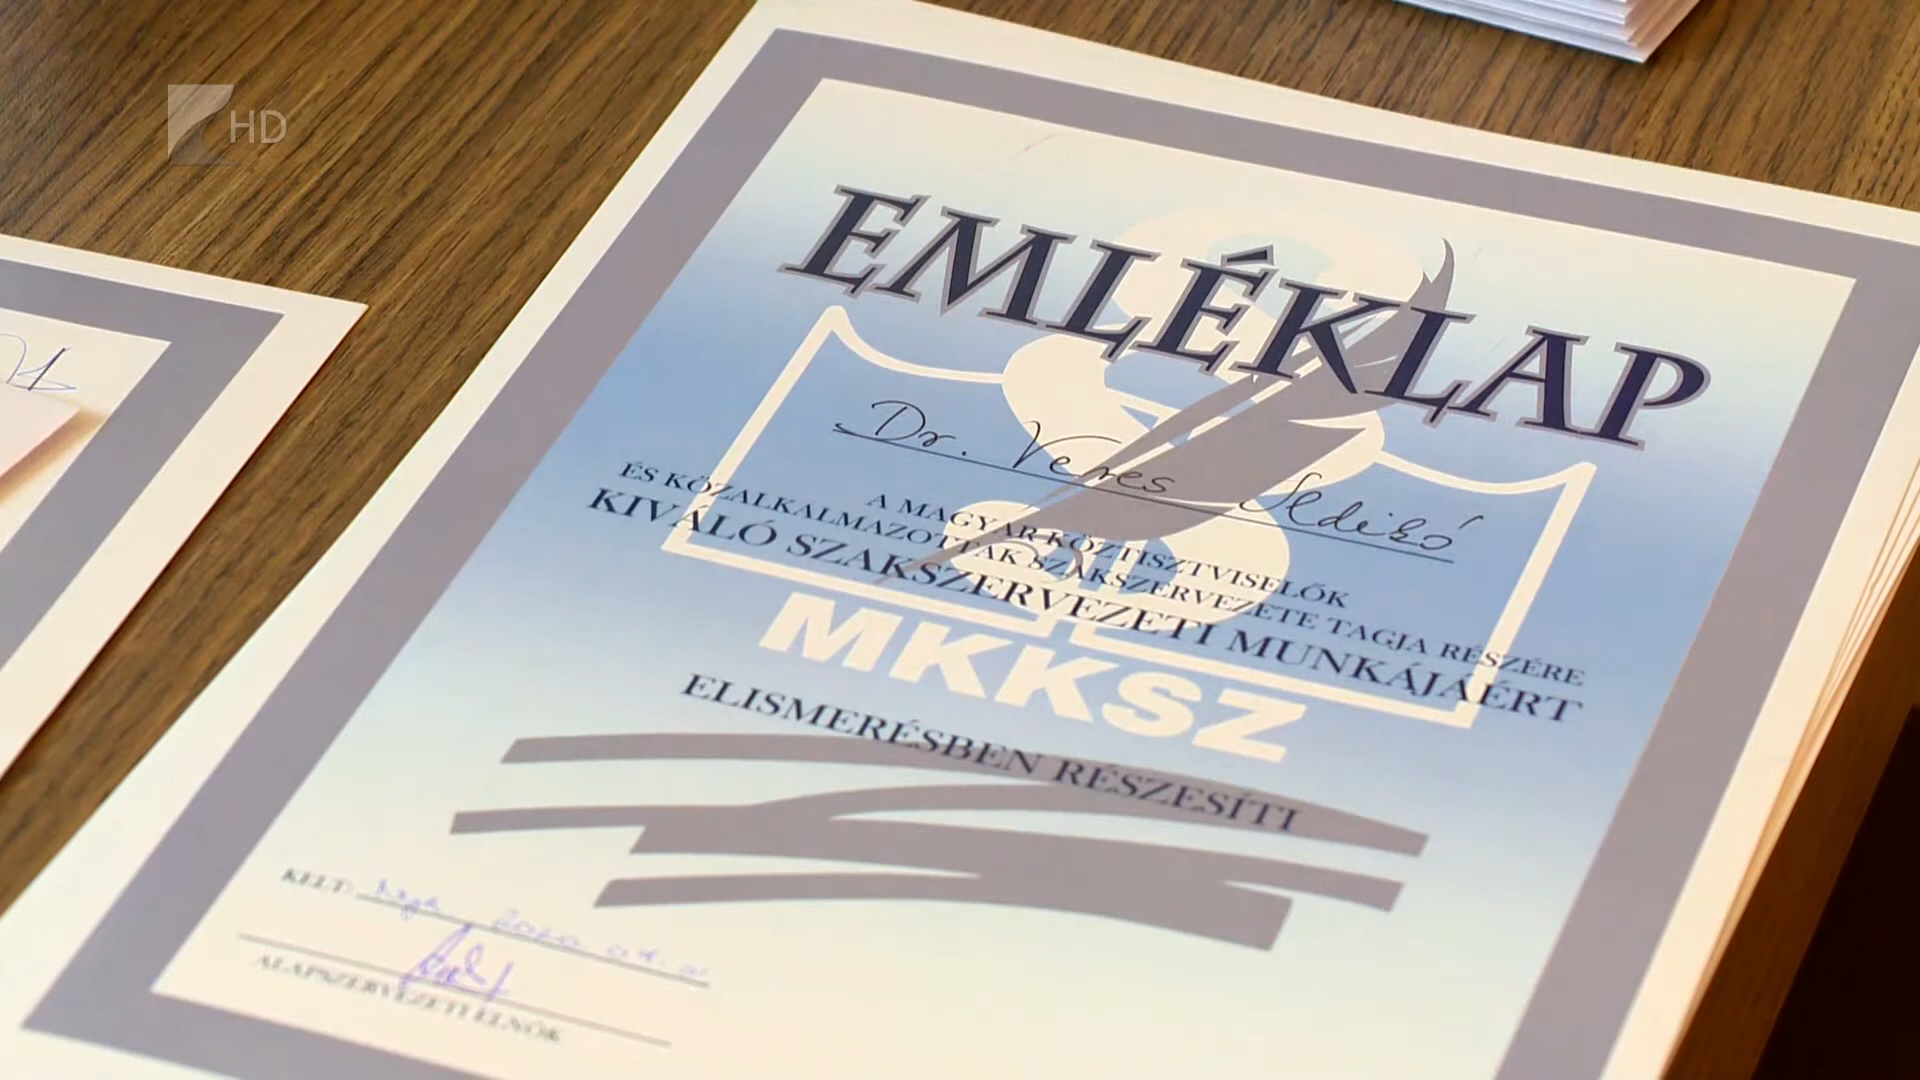 HD
EMLÉKLAP
Dr. Veres Ildikó
A MAGYAR KÖZTISZTVISELŐK
ÉS KÖZALKALMAZOTTAK SZAKSZERVEZETE TAGJA RÉSZÉRE
KIVÁLÓ SZAKSZERVEZETI MUNKÁJÁÉRT
MKKSZ
ELISMERÉSBEN RÉSZESÍTI
KELT:
ALAPSZERVEZETI ELNÖK